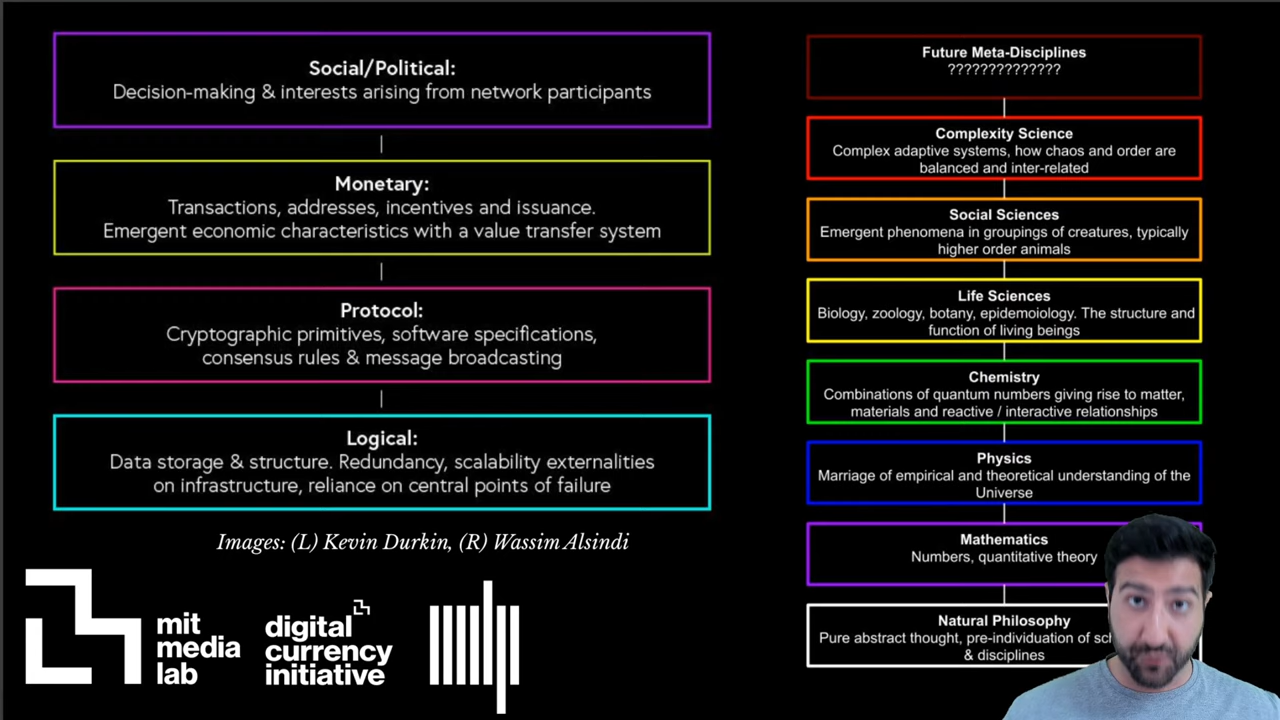 Social/Political:
Decision-making & interests arising from network participants
Monetary:
Transactions, addresses, incentives and issuance.
Emergent economic characteristics with a value transfer system
Protocol:
Cryptographic primitives, software specifications,
consensus rules & message broadcasting
Logical:
Data storage & structure. Redundancy, scalability externalities
on infrastructure, reliance on central points of failure
Images: (L) Kevin Durkin, (R) Wassim Alsindi
mit
media
lab
digital
currency
initiative
Future Meta-Disciplines
??????????????
Complexity Science
Complex adaptive systems, how chaos and order are
balanced and inter-related
Social Sciences
Emergent phenomena in groupings of creatures, typically
higher order animals
Life Sciences
Biology, zoology, botany, epidemoiology. The structure and
function of living beings
Chemistry
Combinations of quantum numbers giving rise to matter,
materials and reactive / interactive relationships
Physics
Marriage of empirical and theoretical understanding of the
Universe
Mathematics
Numbers, quantitative theory
Natural Philosophy
Pure abstract thought, pre-individuation of
& disciplines